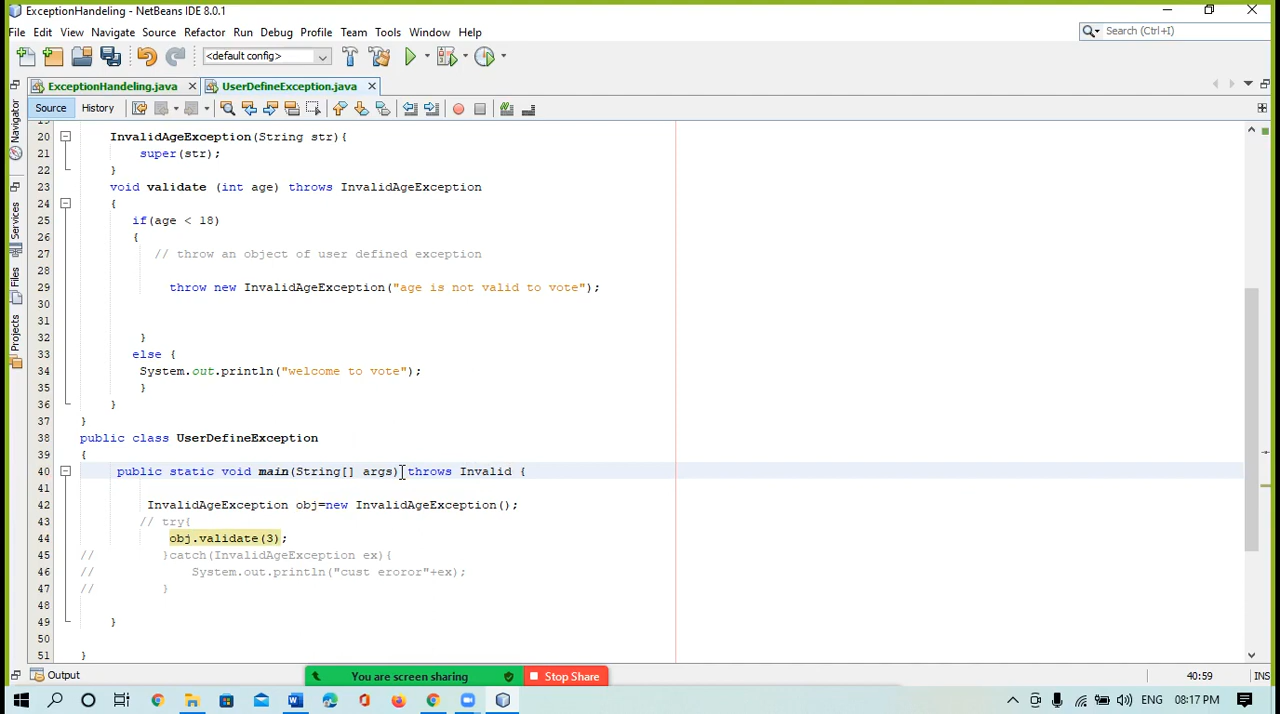 ExceptionHandeling - NetBeans IDE 8.0.1
File Edit View Navigate Source Refactor Run Debug Profile Team Tools Window Help
Search (Ctrl+I)
<default config>
ExceptionHandeling.java UserDefineException.java
Source History
Navigator
Services
Files
Projects
20 InvalidAgeException(String str){
21 super(str);
22 }
23 void validate (int age) throws InvalidAgeException
24 {
25 if(age < 18)
26 {
27 // throw an object of user defined exception
28
29 throw new InvalidAgeException("age is not valid to vote");
30
31
32 }
33 else {
34 System.out.println("welcome to vote");
35 }
36 }
37 }
38 public class UserDefineException
39 {
40 public static void main(String[] args) throws Invalid {
41
42 InvalidAgeException obj=new InvalidAgeException();
43 // try{
44 obj.validate(3);
45 // }catch(InvalidAgeException ex){
46 // System.out.println("cust eroror"+ex);
47 // }
48
49 }
50
51 }
Output
You are screen sharing Stop Share
40:59 INS
ENG 08:17 PM